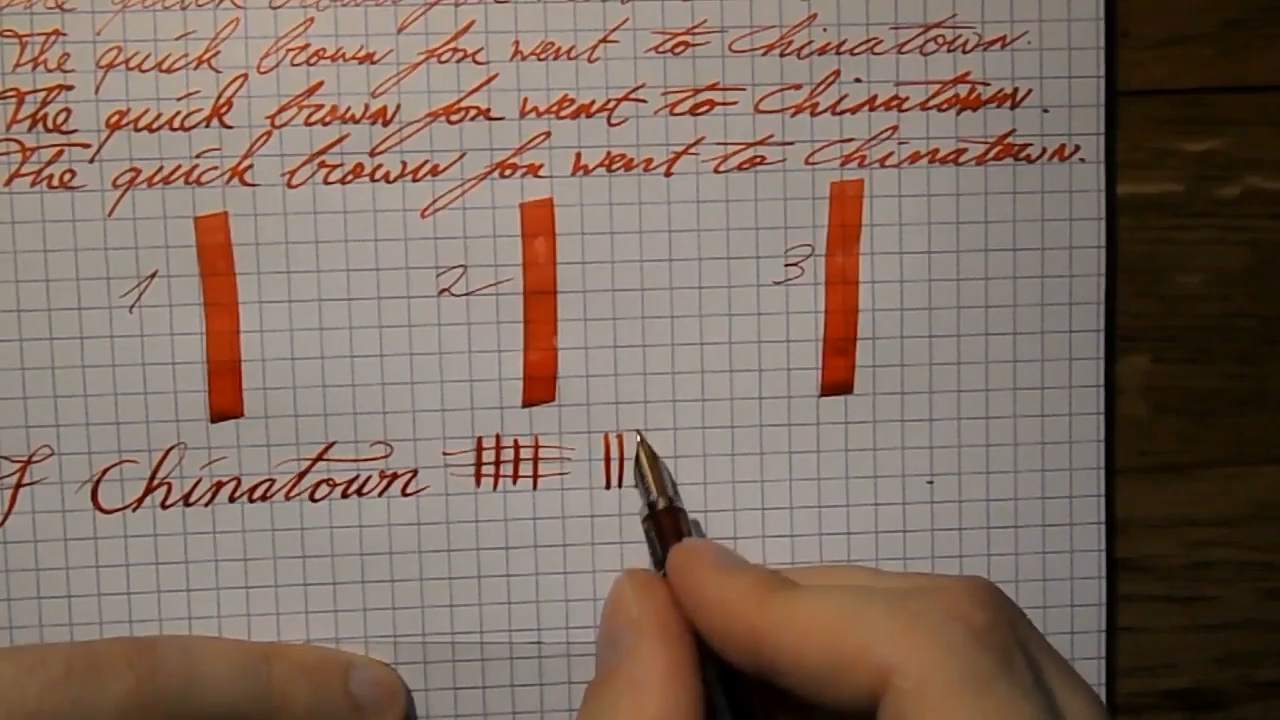 The quick brown fox went to Chinatown.
The quick brown fox went to Chinatown.
The quick brown fox went to Chinatown.
1 2 3
F Chinatown